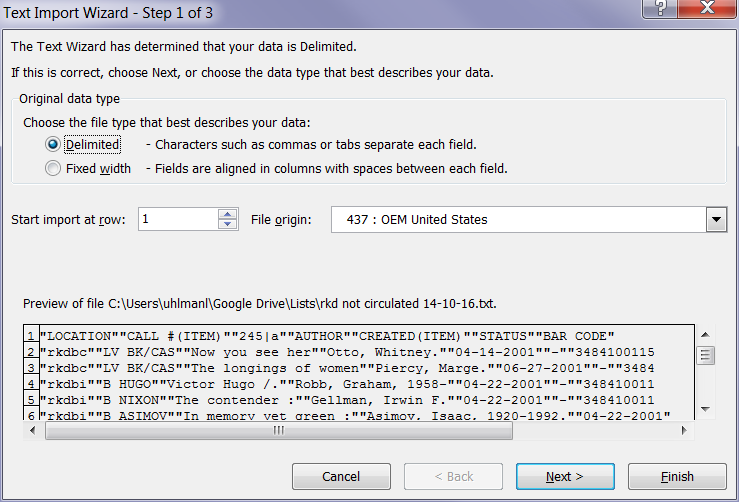 Text Import Wizard - Step 1 of 3
The Text Wizard has determined that your data is Delimited.
If this is correct, choose Next, or choose the data type that best describes your data.
Original data type
Choose the file type that best describes your data:
Delimited - Characters such as commas or tabs separate each field.
Fixed width - Fields are aligned in columns with spaces between each field.
Start import at row: 1 File origin: 437 : OEM United States
Preview of file C:\Users\uhlmanl\Google Drive\Lists\rkd not circulated 14-10-16.txt.
1 "LOCATION""CALL #(ITEM)""245|a""AUTHOR""CREATED(ITEM)""STATUS""BAR CODE"
2 "rkdbc""LV BK/CAS""Now you see her""Otto, Whitney.""04-14-2001""-""3484100115
3 "rkdbc""LV BK/CAS""The longings of women""Piercy, Marge.""06-27-2001""-""3484
4 "rkdbi""B HUGO""Victor Hugo /.""Robb, Graham, 1958-""04-22-2001""-""348410011
5 "rkdbi""B NIXON""The contender :""Gellman, Irwin F.""04-22-2001""-""348410011
6 "rkdbi""B ASIMOV""In memory yet green :""Asimov, Isaac, 1920-1992.""04-22-2001"
Cancel < Back Next > Finish